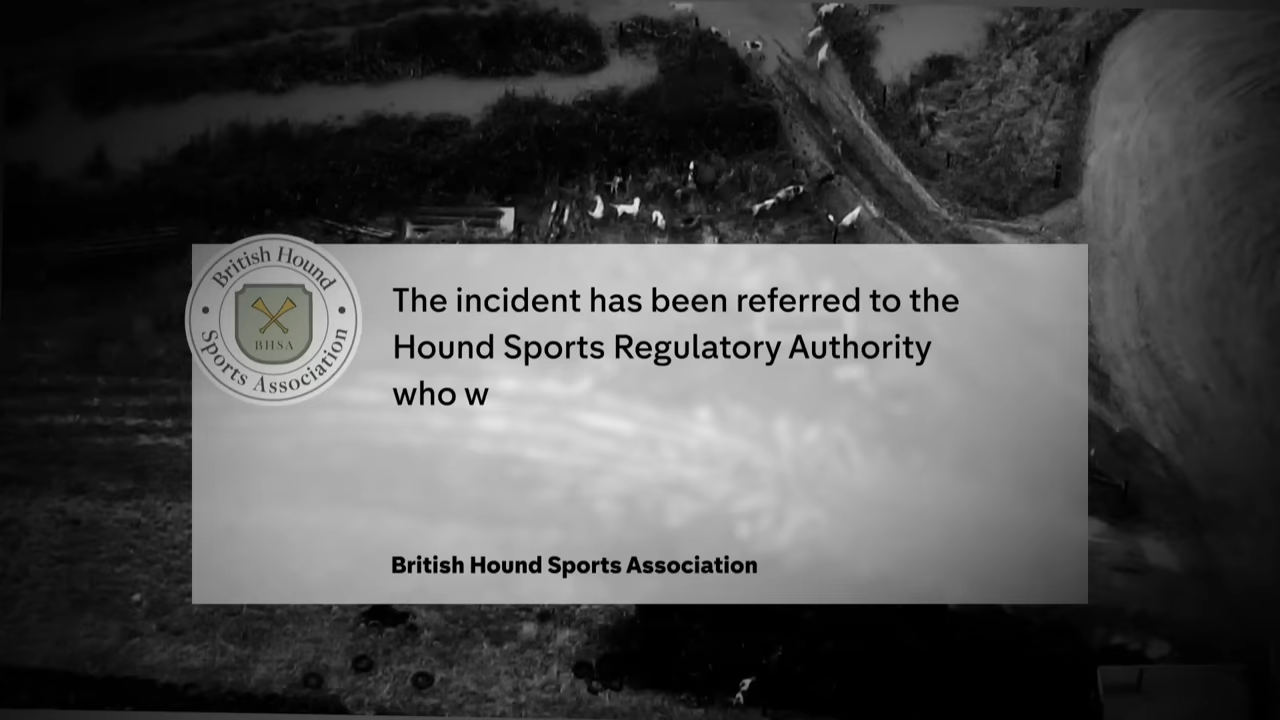 British Hound
Sports Association
BHSA
The incident has been referred to the
Hound Sports Regulatory Authority
who w
British Hound Sports Association